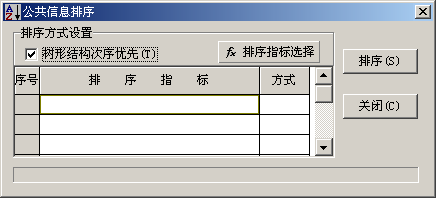 公共信息排序
排序方式设置
树形结构次序优先(T)
fx 排序指标选择
排序(S)
序号 排 序 指 标 方式
关闭(C)